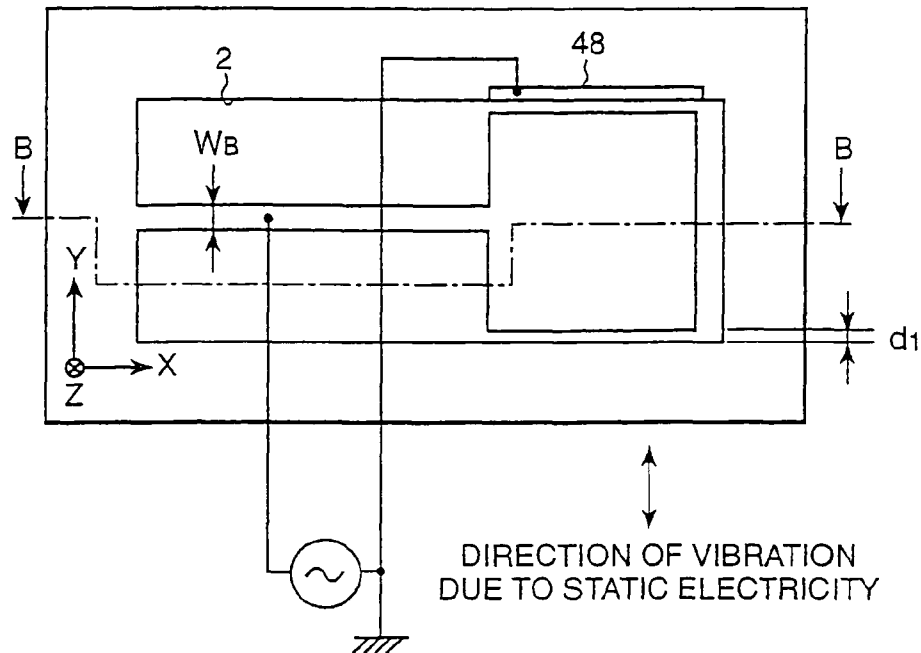 2
48
WB
B
B
Y
X
Z
d1
DIRECTION OF VIBRATION
DUE TO STATIC ELECTRICITY